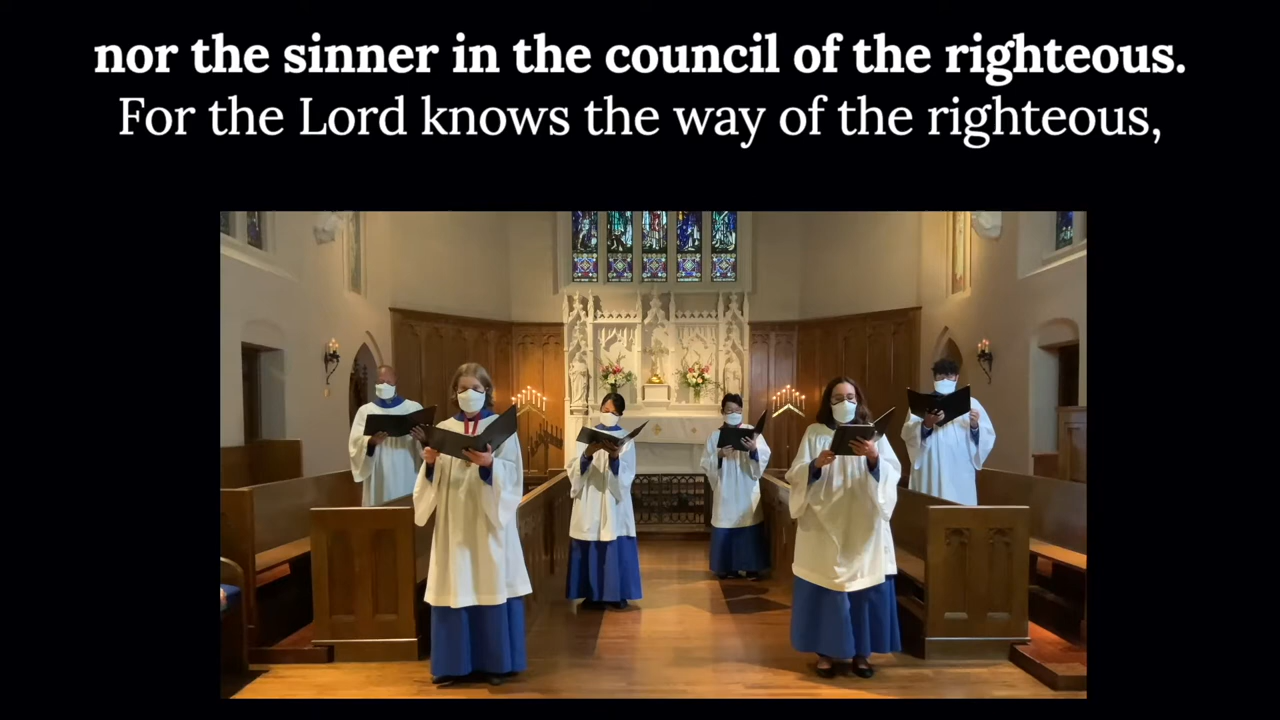 nor the sinner in the council of the righteous.
For the Lord knows the way of the righteous,